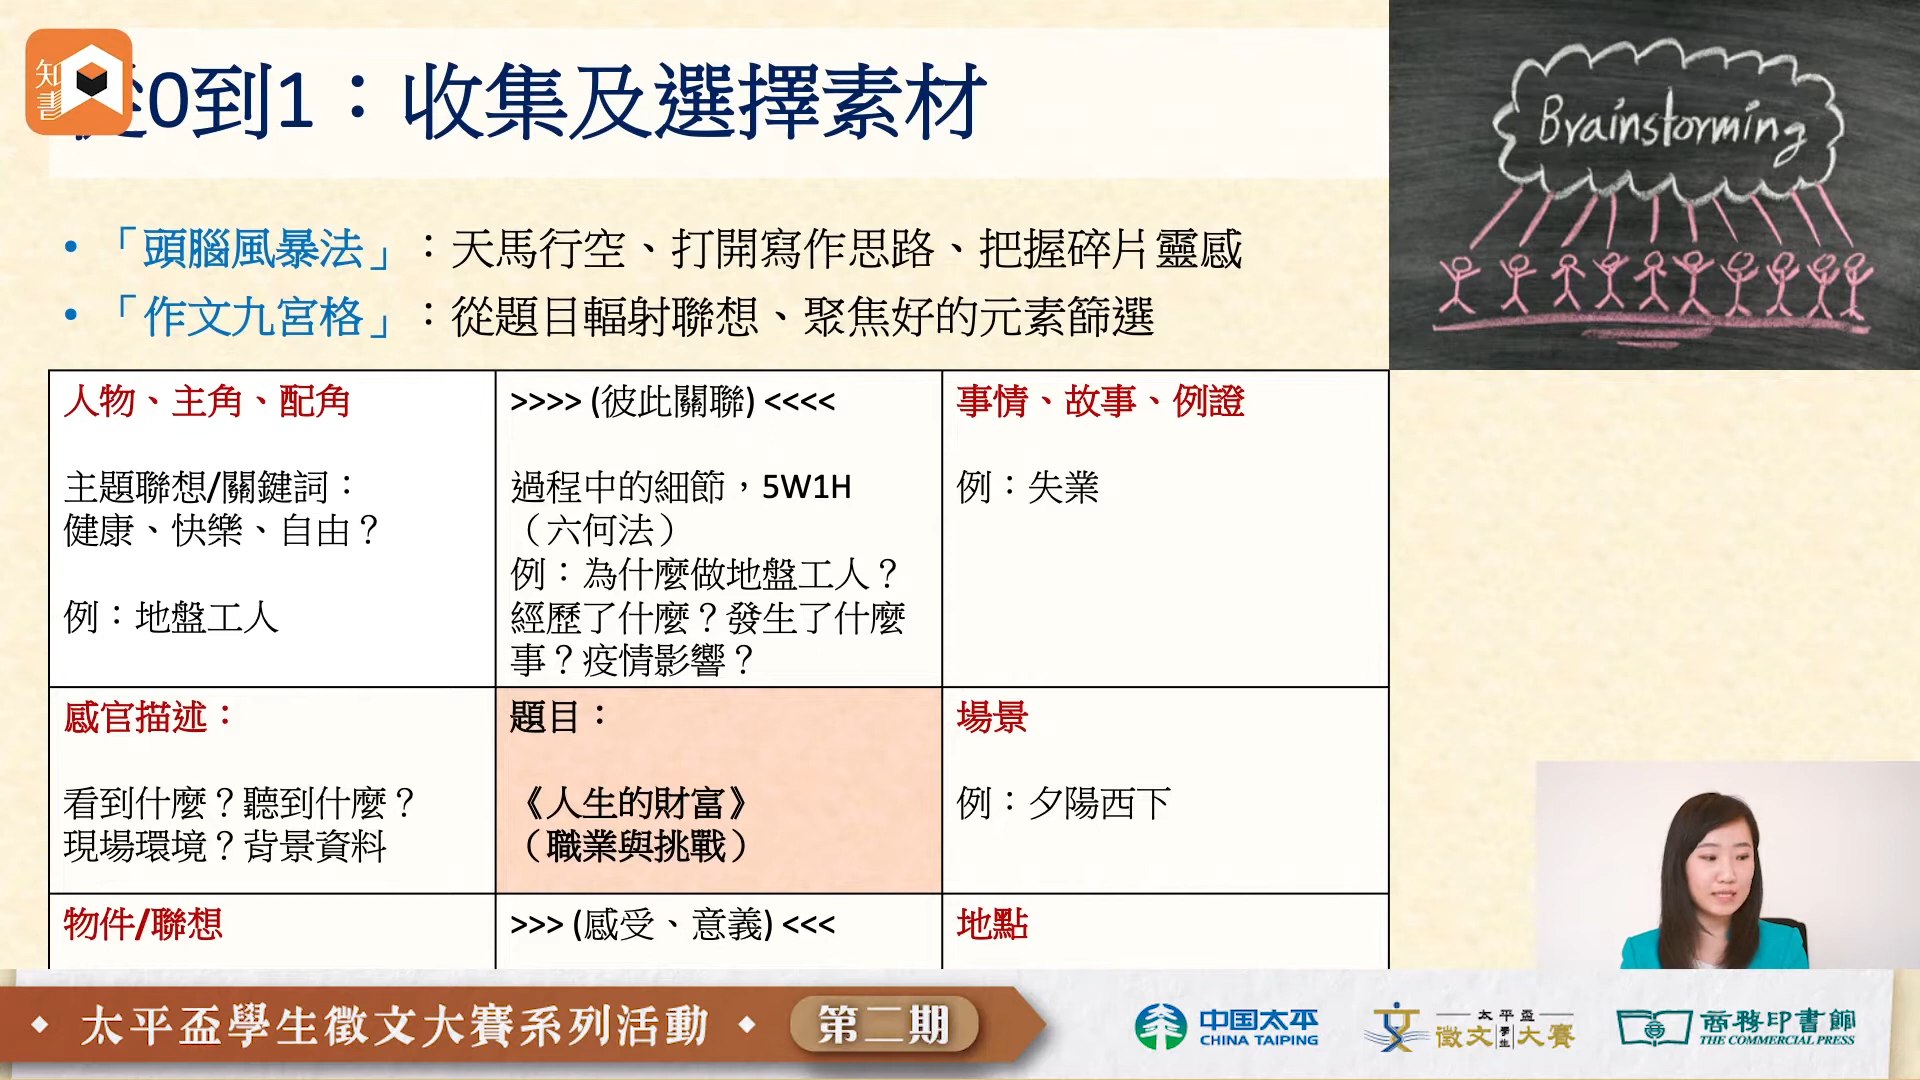 知書
從0到1：收集及選擇素材
Brainstorming
• 「頭腦風暴法」：天馬行空、打開寫作思路、把握碎片靈感
• 「作文九宮格」：從題目輻射聯想、聚焦好的元素篩選
人物、主角、配角
主題聯想/關鍵詞：
健康、快樂、自由？
例：地盤工人
>>>> (彼此關聯) <<<<
過程中的細節，5W1H
（六何法）
例：為什麼做地盤工人？
經歷了什麼？發生了什麼
事？疫情影響？
事情、故事、例證
例：失業
感官描述：
看到什麼？聽到什麼？
現場環境？背景資料
題目：
《人生的財富》
（職業與挑戰）
場景
例：夕陽西下
物件/聯想
>>> (感受、意義) <<<
地點
太平盃學生徵文大賽系列活動
第二期
中国太平
CHINA TAIPING
太平盃
徵文學生大賽
商務印書館
THE COMMERCIAL PRESS